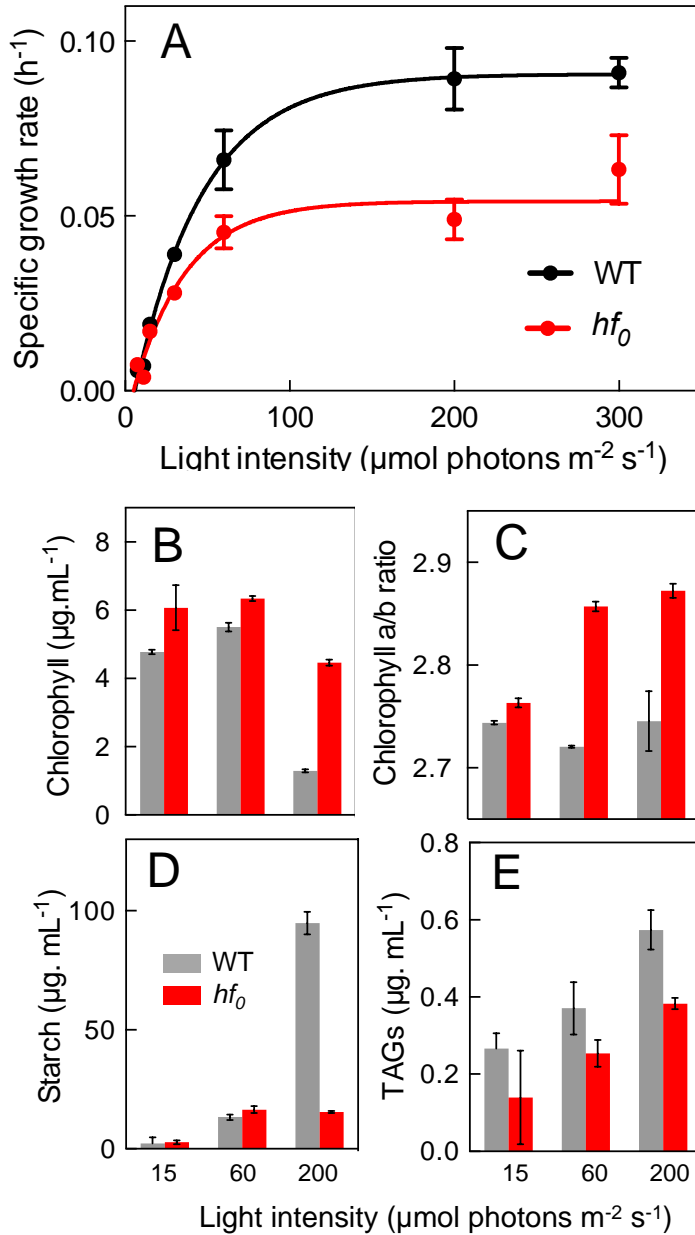 A
Specific growth rate (h-1)
0.10
0.05
0.00
WT
hf0
0 100 200 300
Light intensity (µmol photons m-2 s-1)
B
Chlorophyll (µg.mL-1)
8
6
4
2
0
C
Chlorophyll a/b ratio
2.9
2.8
2.7
D
Starch (µg. mL-1)
100
50
0
WT
hf0
15 60 200
E
TAGs (µg. mL-1)
0.8
0.6
0.4
0.2
0.0
15 60 200
Light intensity (µmol photons m-2 s-1)